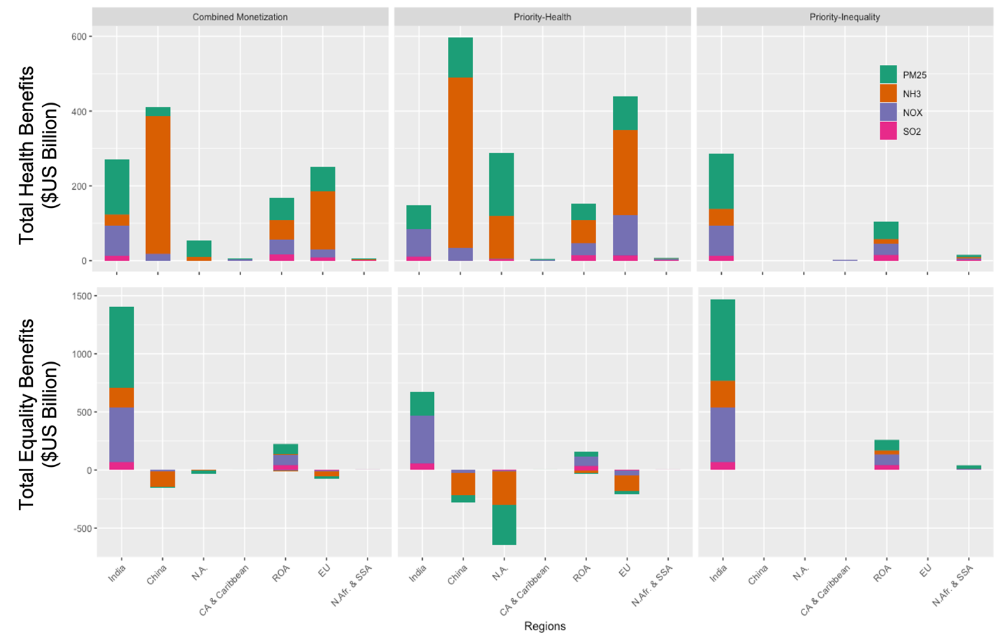 Combined Monetization
Priority-Health
Priority-Inequality
Total Health Benefits
($US Billion)
600
400
200
0
PM25
NH3
NOX
SO2
Total Equality Benefits
($US Billion)
1500
1000
500
0
-500
India
China
N.A.
CA & Caribbean
ROA
EU
N.Afr. & SSA
India
China
N.A.
CA & Caribbean
ROA
EU
N.Afr. & SSA
India
China
N.A.
CA & Caribbean
ROA
EU
N.Afr. & SSA
Regions